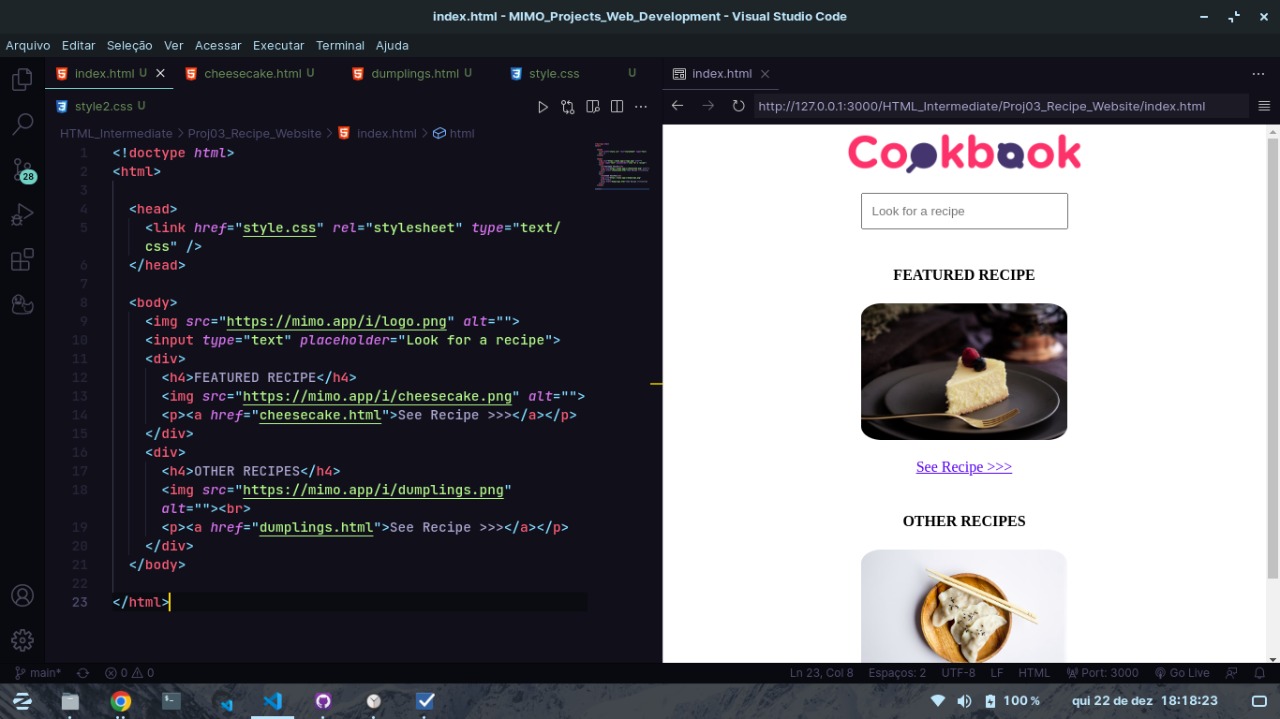 index.html - MIMO_Projects_Web_Development - Visual Studio Code
Arquivo Editar Seleção Ver Acessar Executar Terminal Ajuda
index.html U cheesecake.html U dumplings.html U style.css U
style2.css U
HTML_Intermediate > Proj03_Recipe_Website > index.html > html
1 <!doctype html>
2 <html>
3
4 <head>
5 <link href="style.css" rel="stylesheet" type="text/
css" />
6 </head>
7
8 <body>
9 <img src="https://mimo.app/i/logo.png" alt="">
10 <input type="text" placeholder="Look for a recipe">
11 <div>
12 <h4>FEATURED RECIPE</h4>
13 <img src="https://mimo.app/i/cheesecake.png" alt="">
14 <p><a href="cheesecake.html">See Recipe >>></a></p>
15 </div>
16 <div>
17 <h4>OTHER RECIPES</h4>
18 <img src="https://mimo.app/i/dumplings.png"
alt=""><br>
19 <p><a href="dumplings.html">See Recipe >>></a></p>
20 </div>
21 </body>
22
23 </html>
28
index.html
http://127.0.0.1:3000/HTML_Intermediate/Proj03_Recipe_Website/index.html
Cookbook
Look for a recipe
FEATURED RECIPE
See Recipe >>>
OTHER RECIPES
main* 0 0 Ln 23, Col 8 Espaços: 2 UTF-8 LF HTML Port: 3000 Go Live
100 % qui 22 de dez 18:18:23